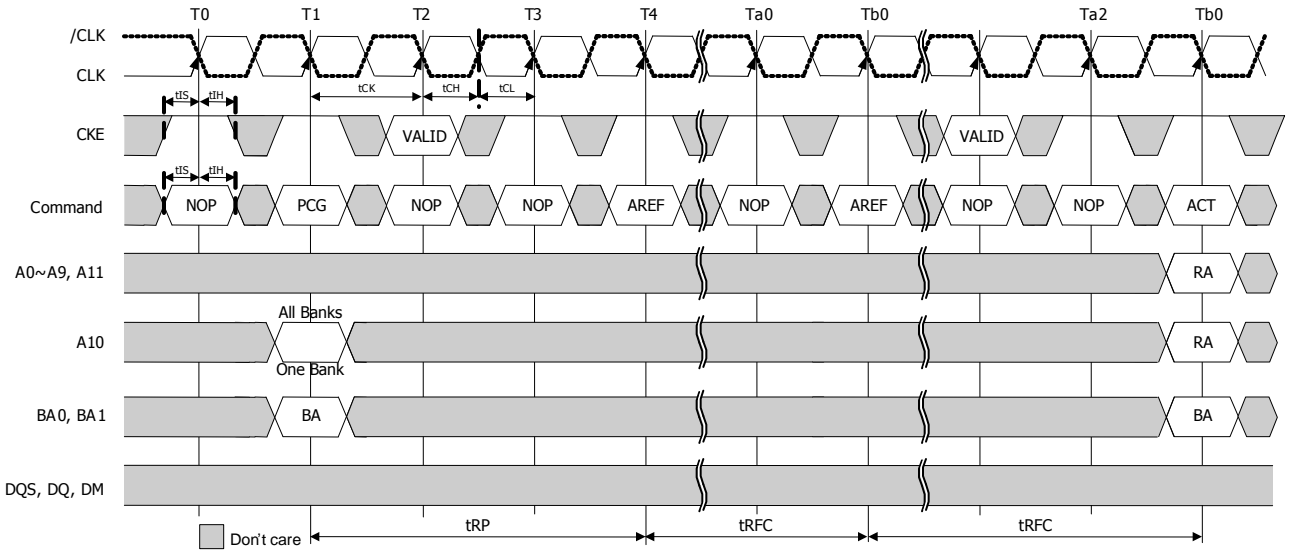 T0 T1 T2 T3 T4 Ta0 Tb0 Ta2 Tb0
/CLK
CLK
tCK tCH tCL
tIS tIH
CKE VALID VALID
tIS tIH
Command NOP PCG NOP NOP AREF NOP AREF NOP NOP ACT
A0~A9, A11 RA
All Banks
A10 RA
One Bank
BA0, BA1 BA BA
DQS, DQ, DM
Don't care tRP tRFC tRFC